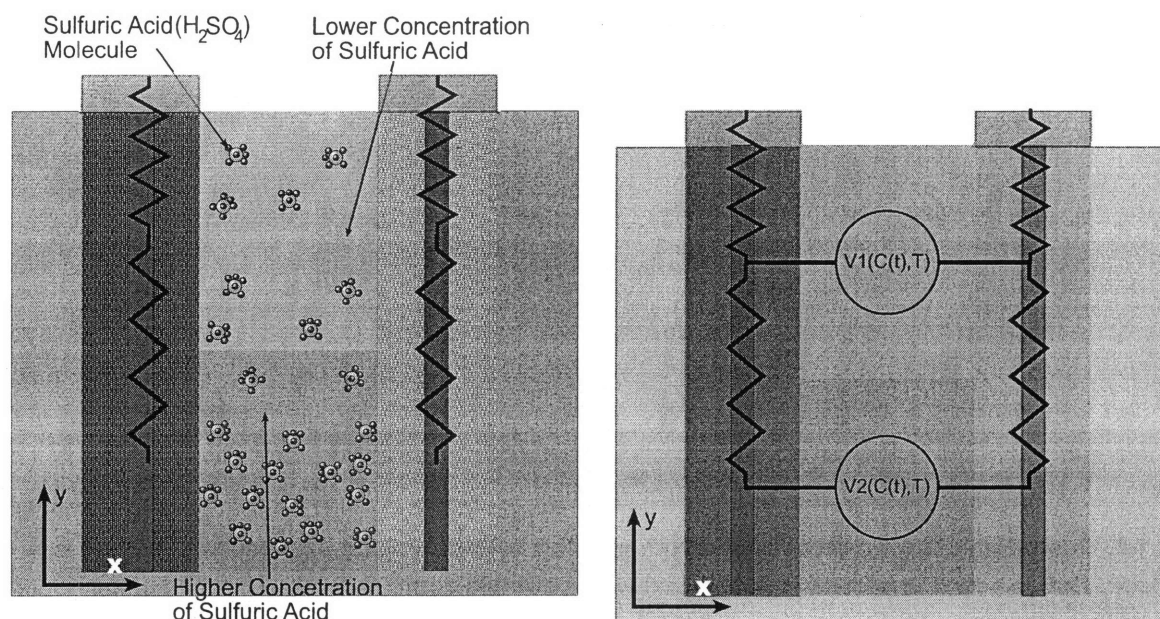 Sulfuric Acid (H₂SO₄)
Molecule
Lower Concentration
of Sulfuric Acid
y
x
Higher Concetration
of Sulfuric Acid
V1(C(t),T)
V2(C(t),T)
y
x